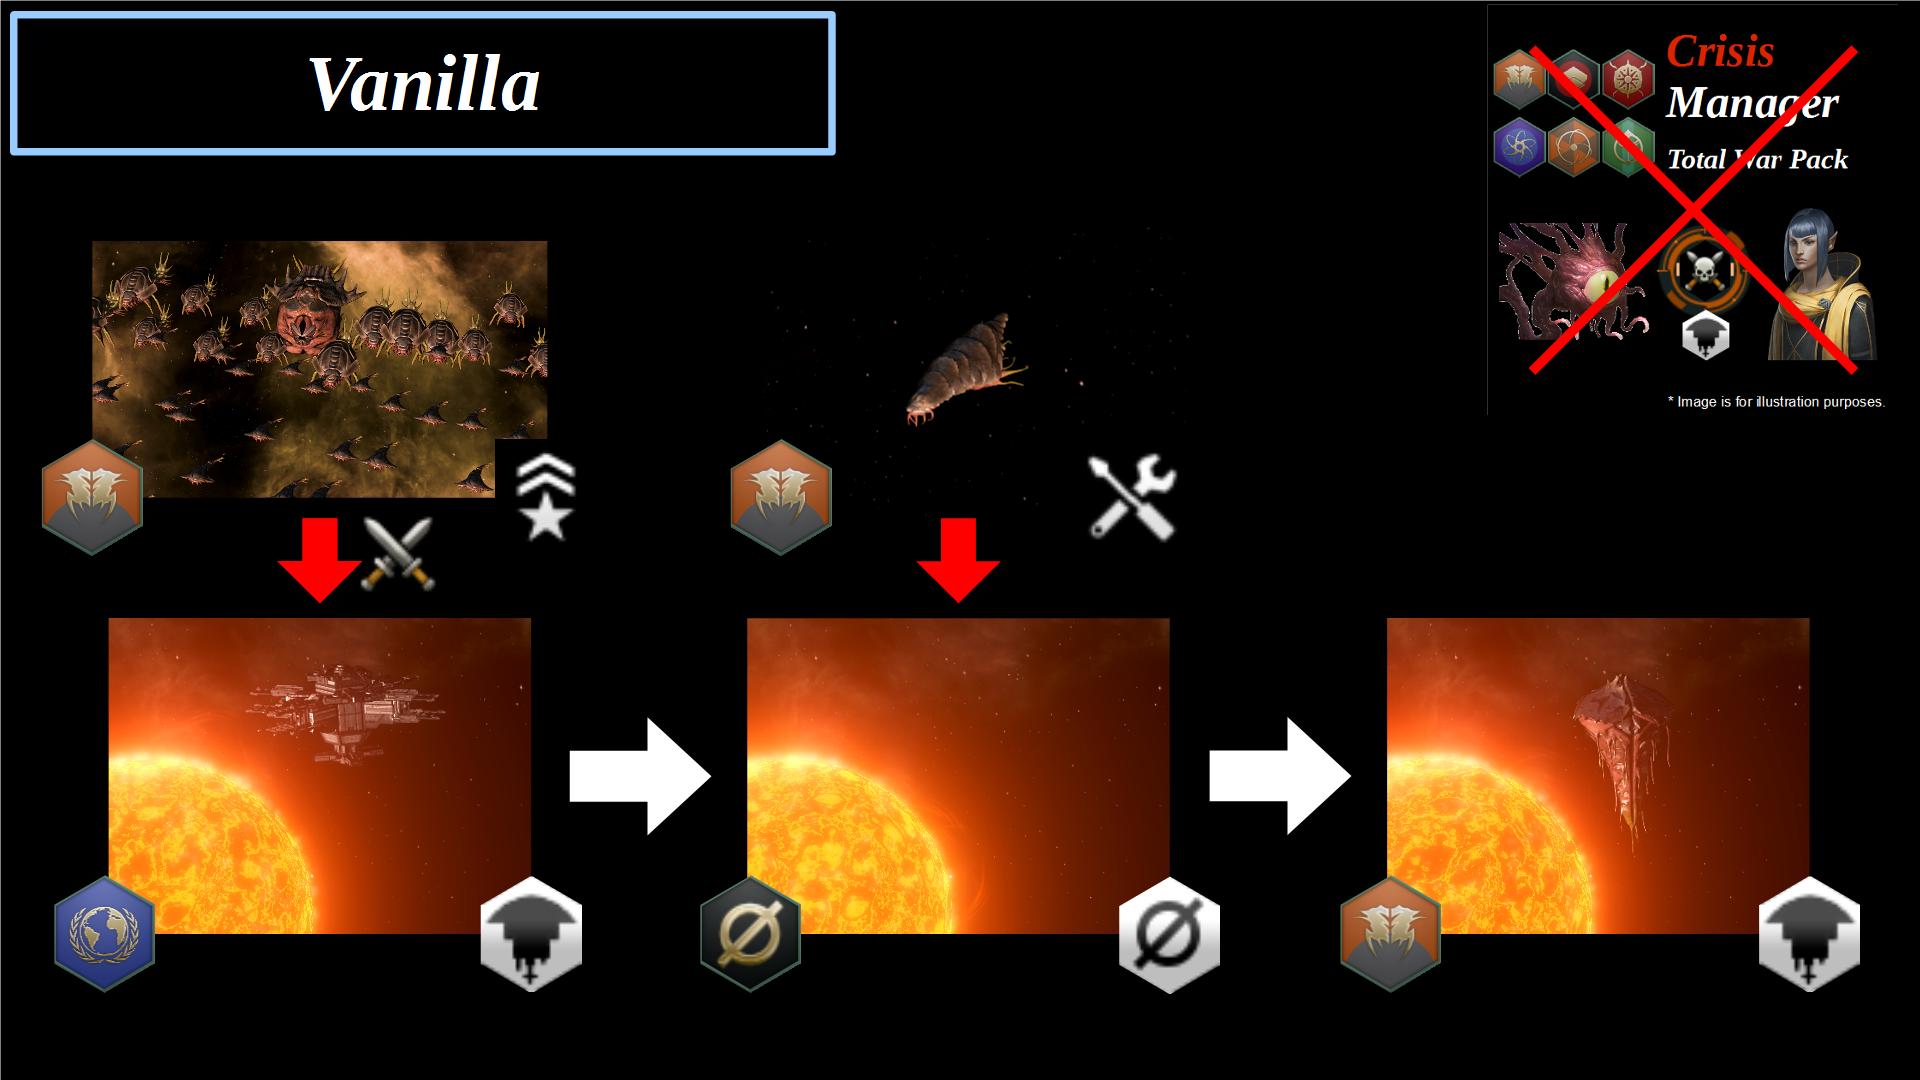 Vanilla
Crisis
Manager
Total War Pack
* Image is for illustration purposes.